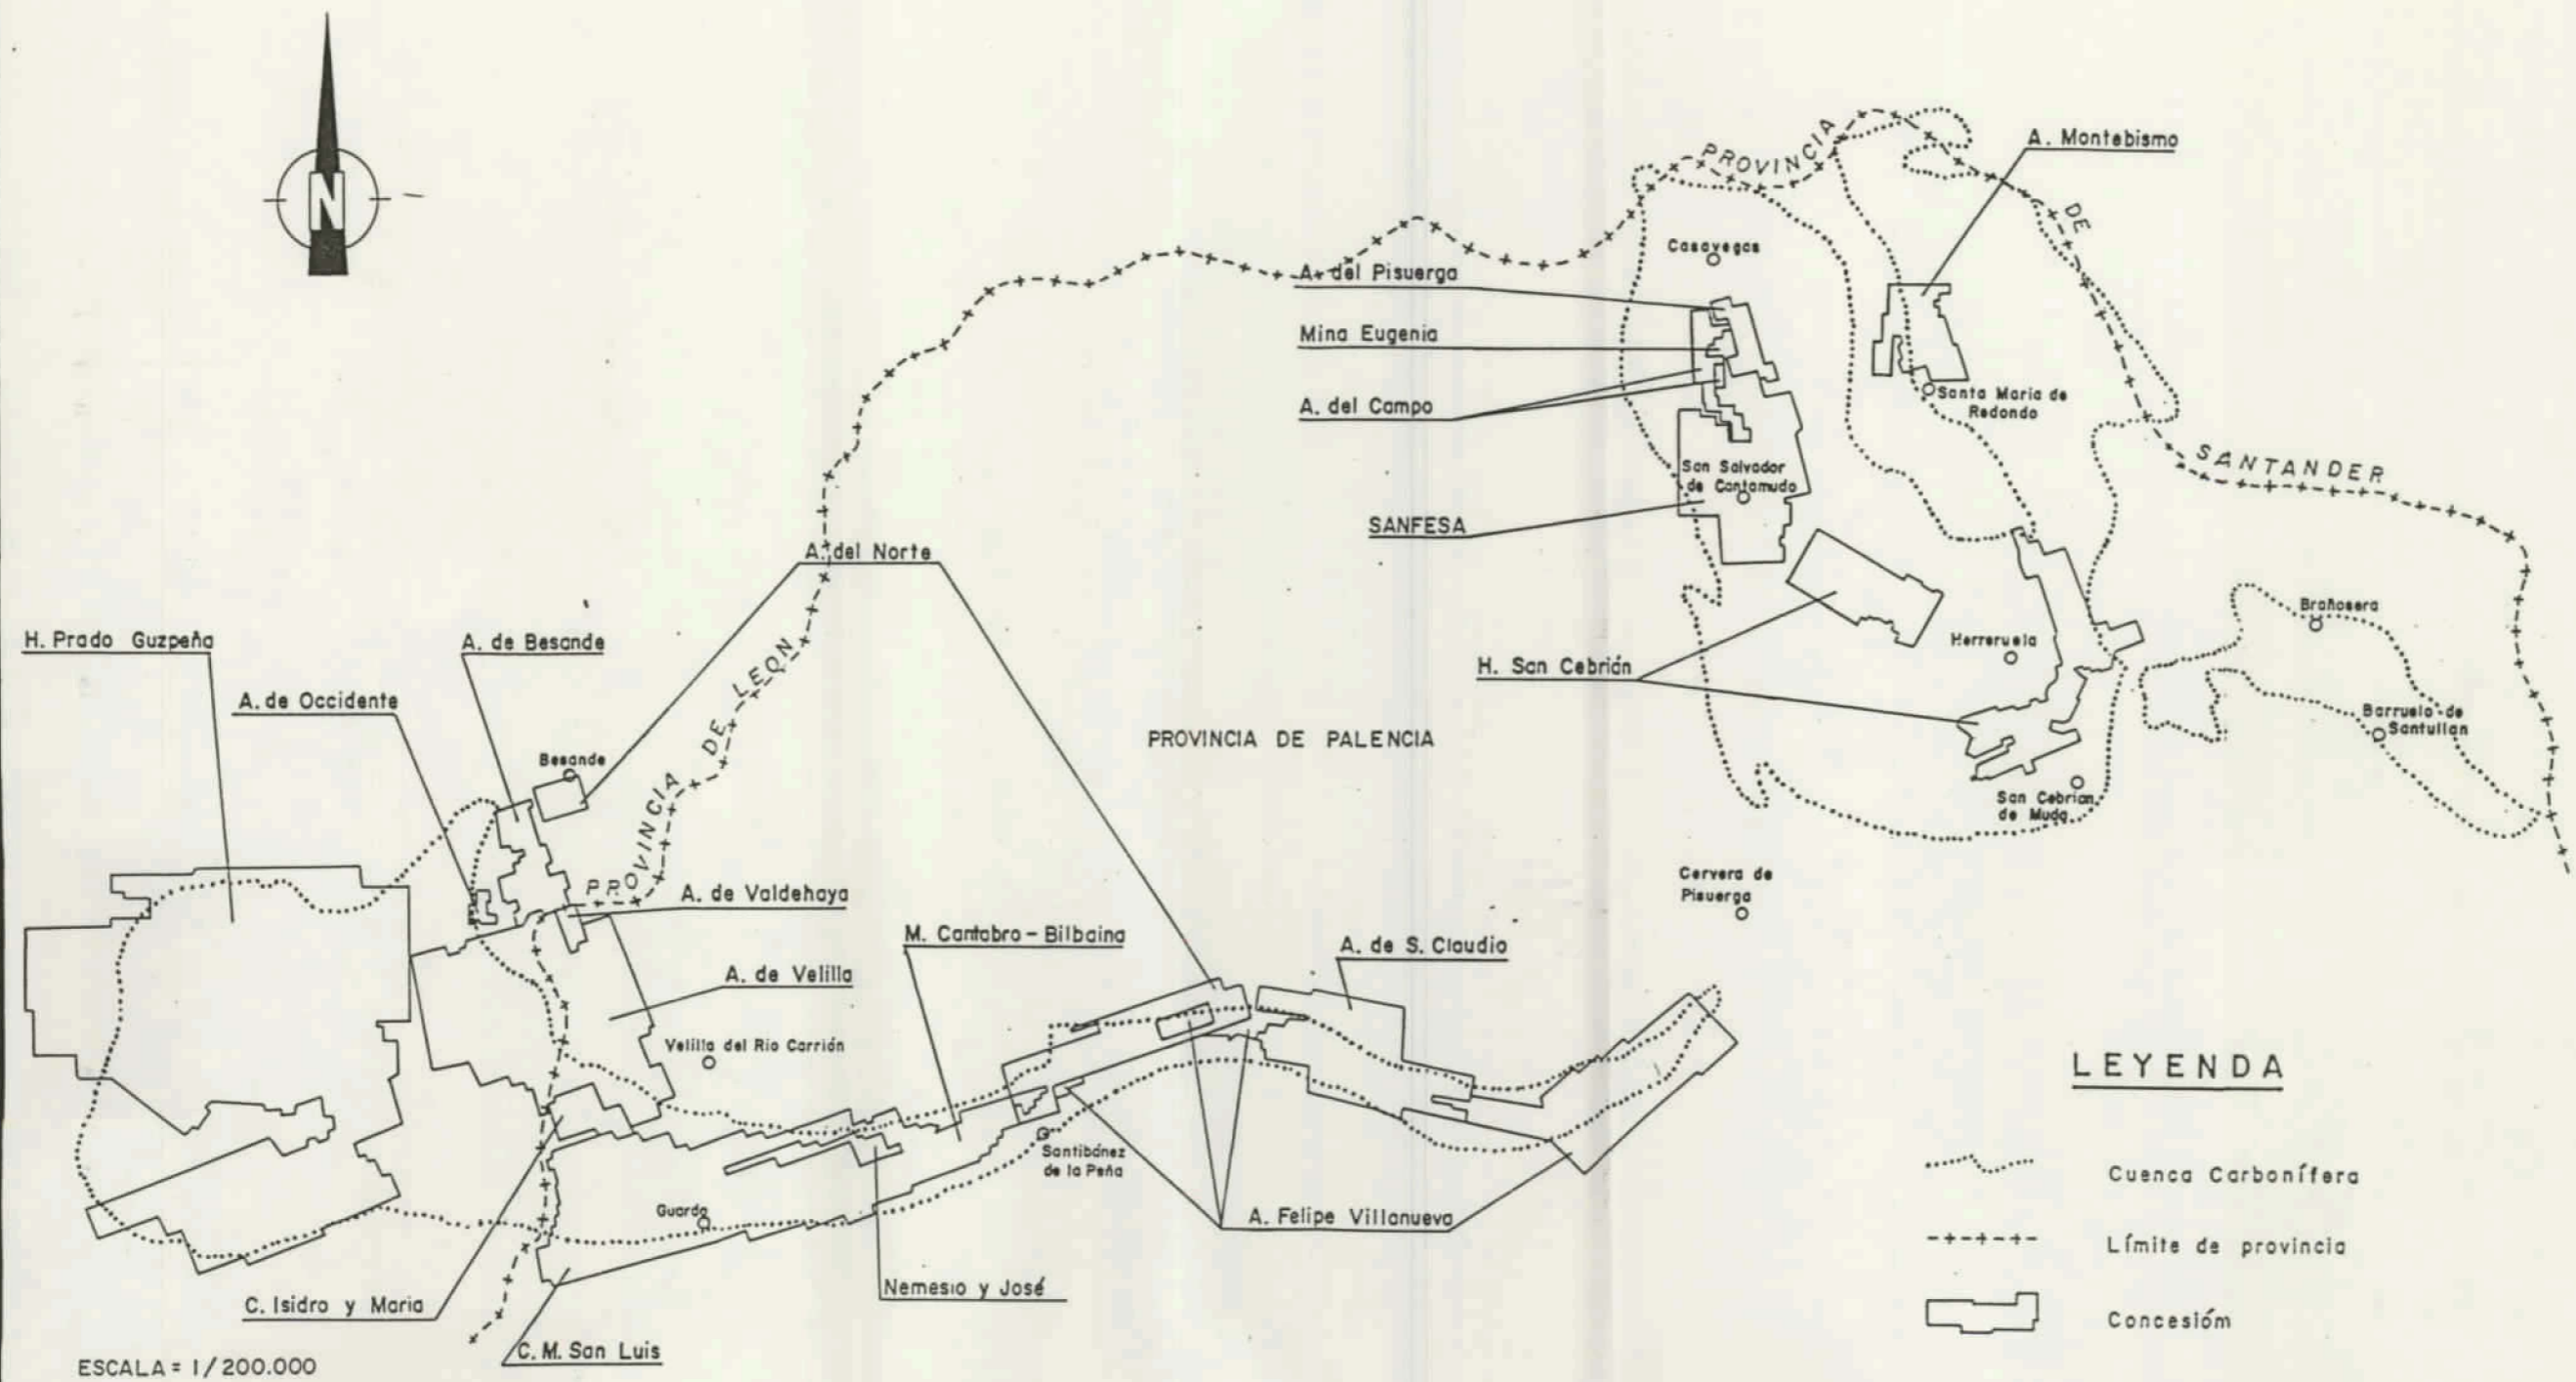 N
PROVINCIA DE SANTANDER
A. Montebismo
Casavegas
A. del Pisuerga
Mina Eugenia
A. del Campo
Santa Maria de
Redondo
San Salvador
de Cantamudo
SANFESA
A. del Norte
H. Prado Guzpeña
A. de Besande
A. de Occidente
PROVINCIA DE LEON
Besande
Brañosera
Herreruela
H. San Cebrián
Barruelo de
Santullan
PROVINCIA DE PALENCIA
San Cebrian
de Muda
Cervera de
Pisuerga
A. de Valdehaya
M. Cantabro - Bilbaina
A. de S. Claudio
A. de Velilla
Velilla del Rio Carrión
Santibánez
de la Peña
Guardo
A. Felipe Villanueva
Nemesio y José
C. Isidro y Maria
C. M. San Luis
ESCALA = 1/200.000
LEYENDA
Cuenca Carbonífera
Límite de provincia
Concesióm